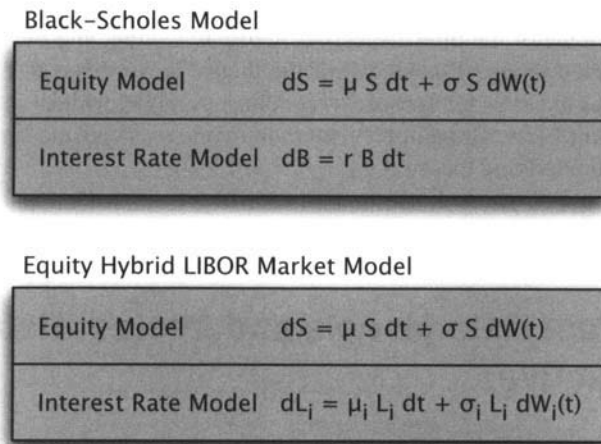 Black–Scholes Model
Equity Model dS = μ S dt + σ S dW(t)
Interest Rate Model dB = r B dt
Equity Hybrid LIBOR Market Model
Equity Model dS = μ S dt + σ S dW(t)
Interest Rate Model dLᵢ = μᵢ Lᵢ dt + σᵢ Lᵢ dWᵢ(t)